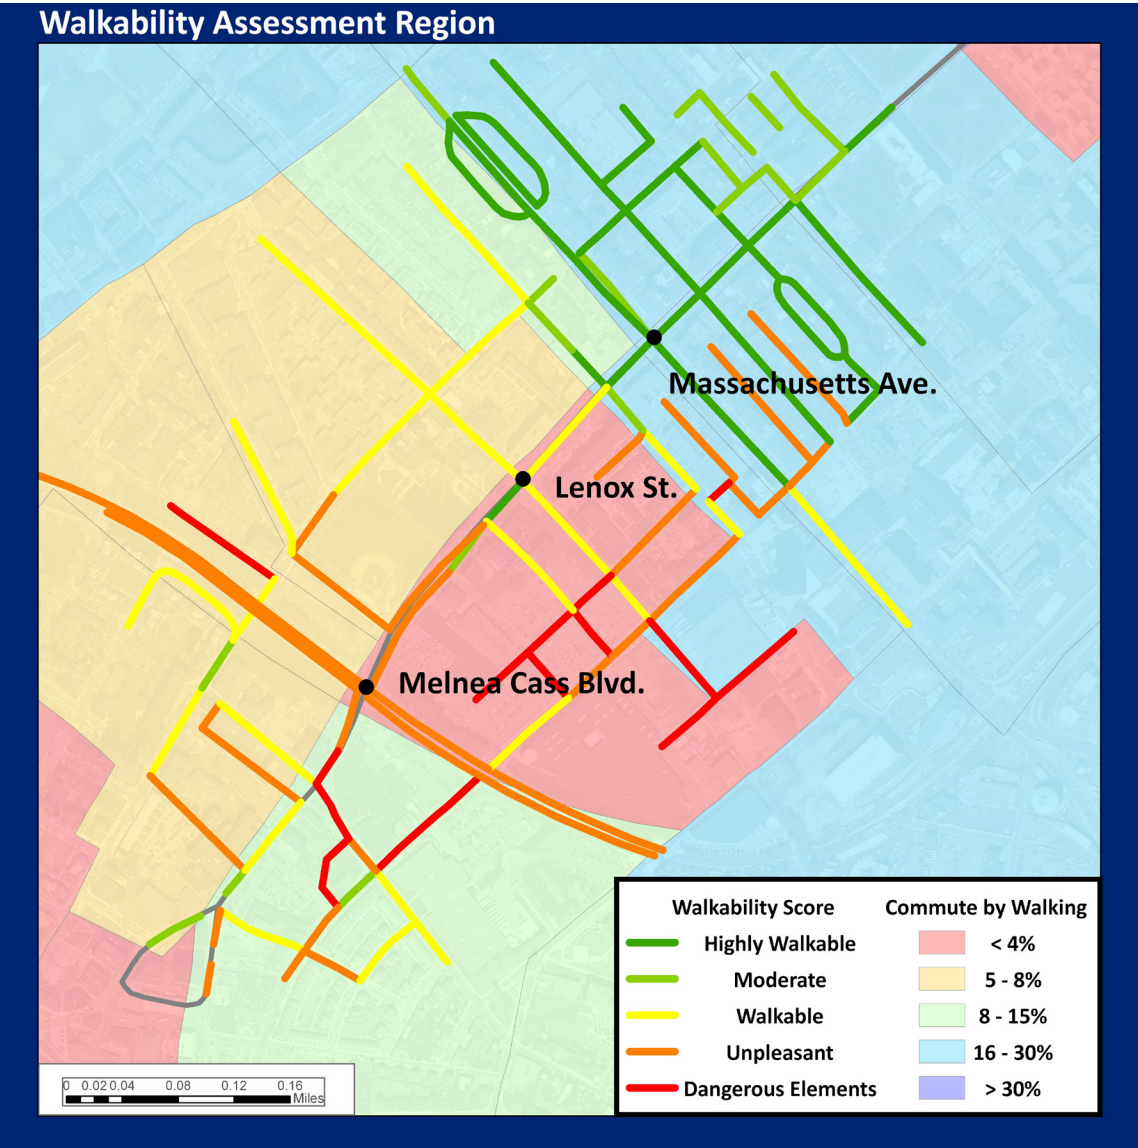 Walkability Assessment Region
Massachusetts Ave.
Lenox St.
Melnea Cass Blvd.
Walkability Score Commute by Walking
Highly Walkable < 4%
Moderate 5 - 8%
Walkable 8 - 15%
Unpleasant 16 - 30%
Dangerous Elements > 30%
0 0.02 0.04 0.08 0.12 0.16
Miles